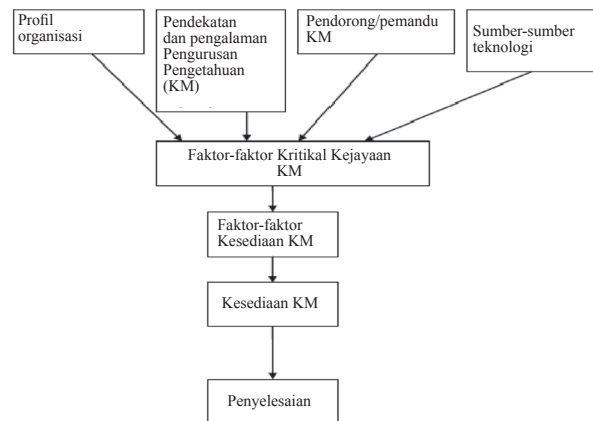 Profil
organisasi
Pendekatan
dan pengalaman
Pengurusan
Pengetahuan
(KM)
Pendorong/pemandu
KM
Sumber-sumber
teknologi
Faktor-faktor Kritikal Kejayaan
KM
Faktor-faktor
Kesediaan KM
Kesediaan KM
Penyelesaian